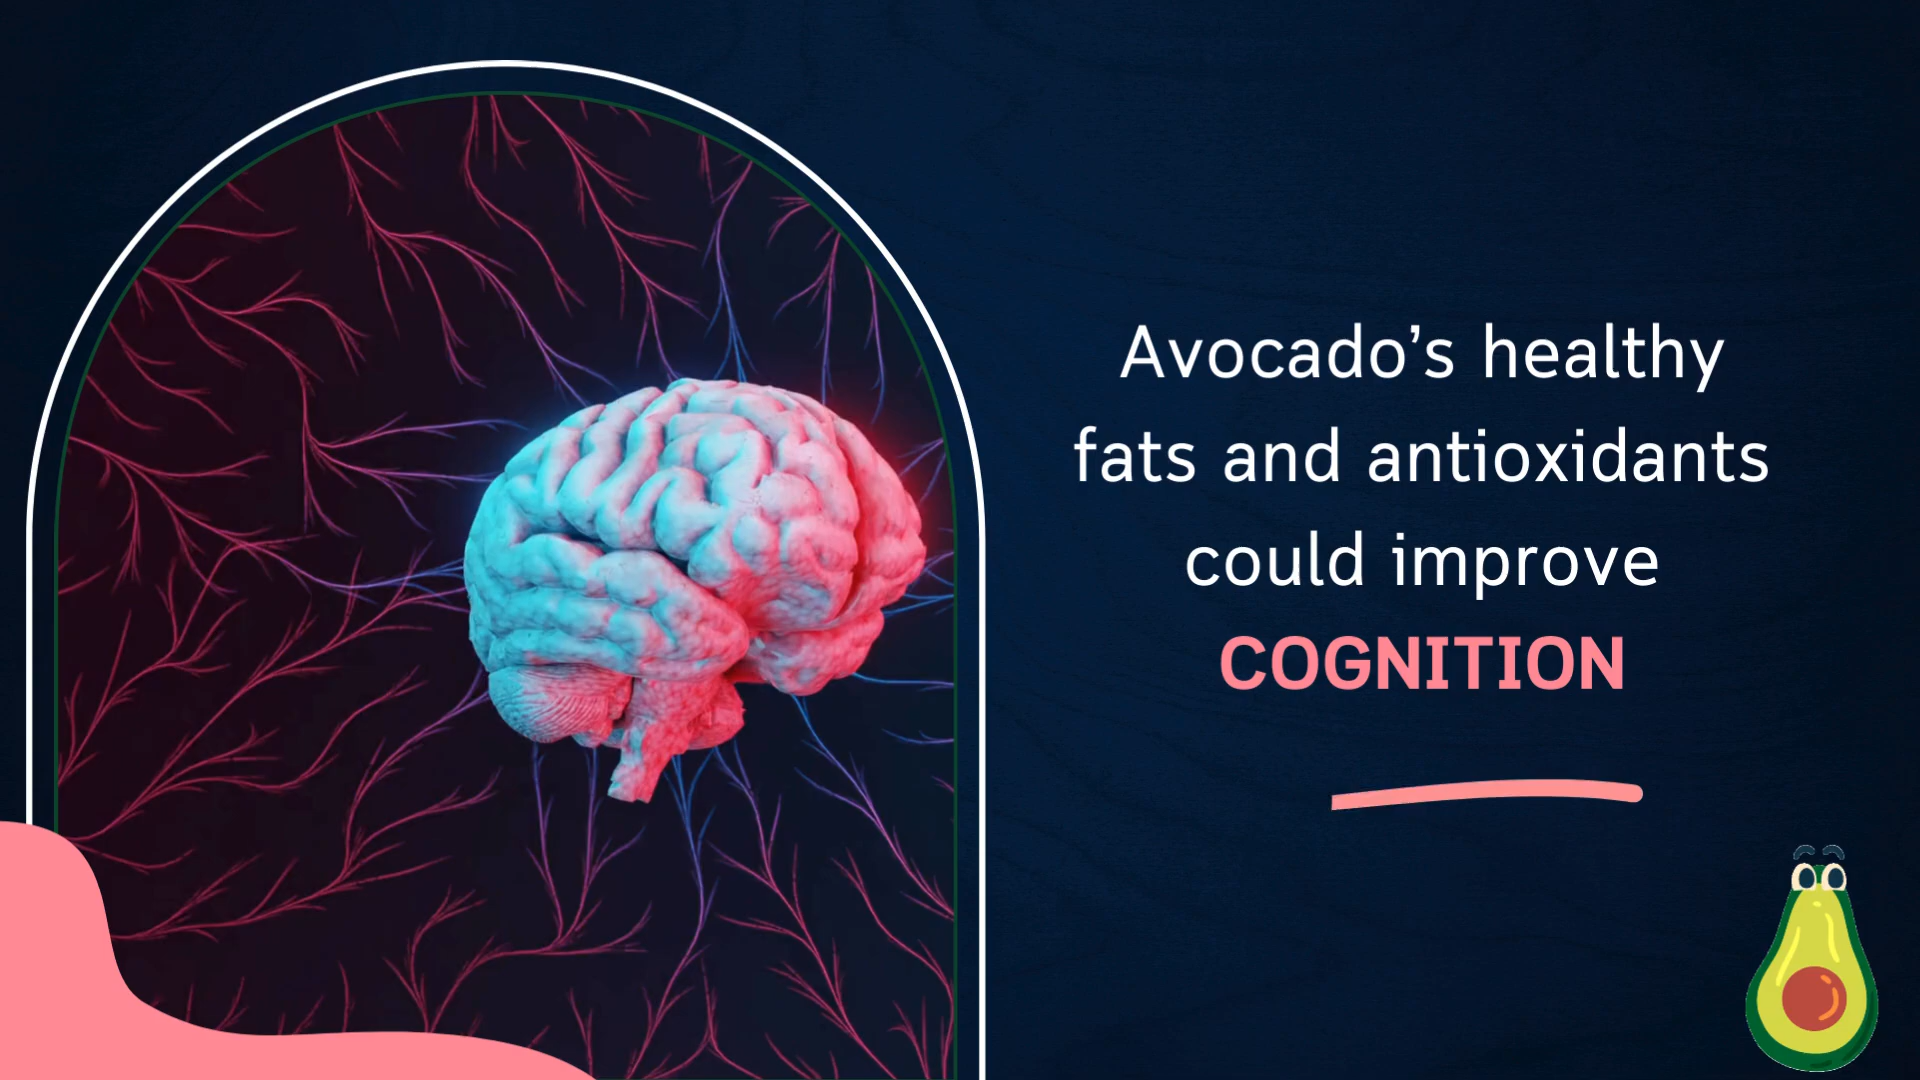 Avocado’s healthy
fats and antioxidants
could improve
COGNITION